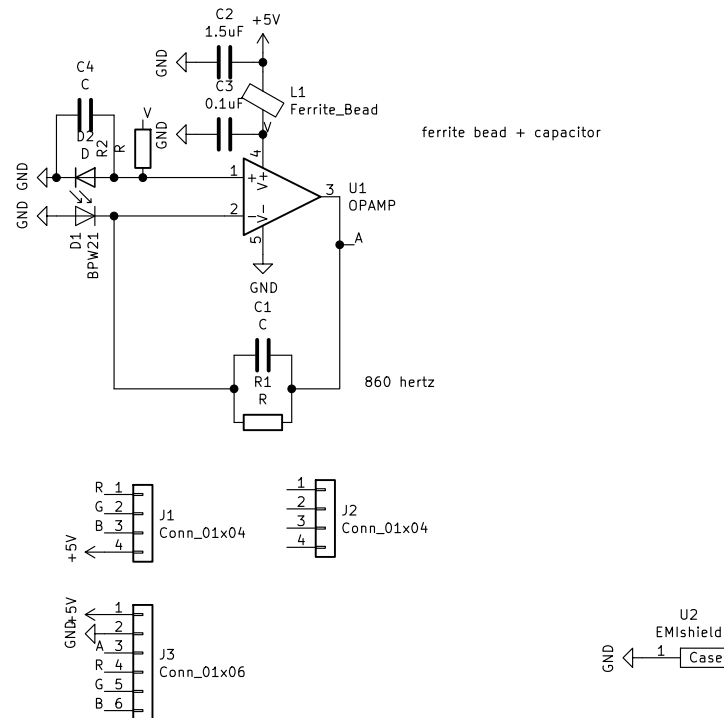 C2
1.5uF
+5V
GND
C3
0.1uF
GND
L1
Ferrite_Bead
V
ferrite bead + capacitor
C4
C
D2
D
R2
R
V
GND
GND
D1
BPW21
1
2
3
4
5
+
V+
-
V-
U1
OPAMP
A
GND
C1
C
R1
R
860 hertz
R 1
G 2
B 3
+5V 4
J1
Conn_01x04
1
2
3
4
J2
Conn_01x04
+5V 1
GND 2
A 3
R 4
G 5
B 6
J3
Conn_01x06
U2
EMIshield
GND
1
Case